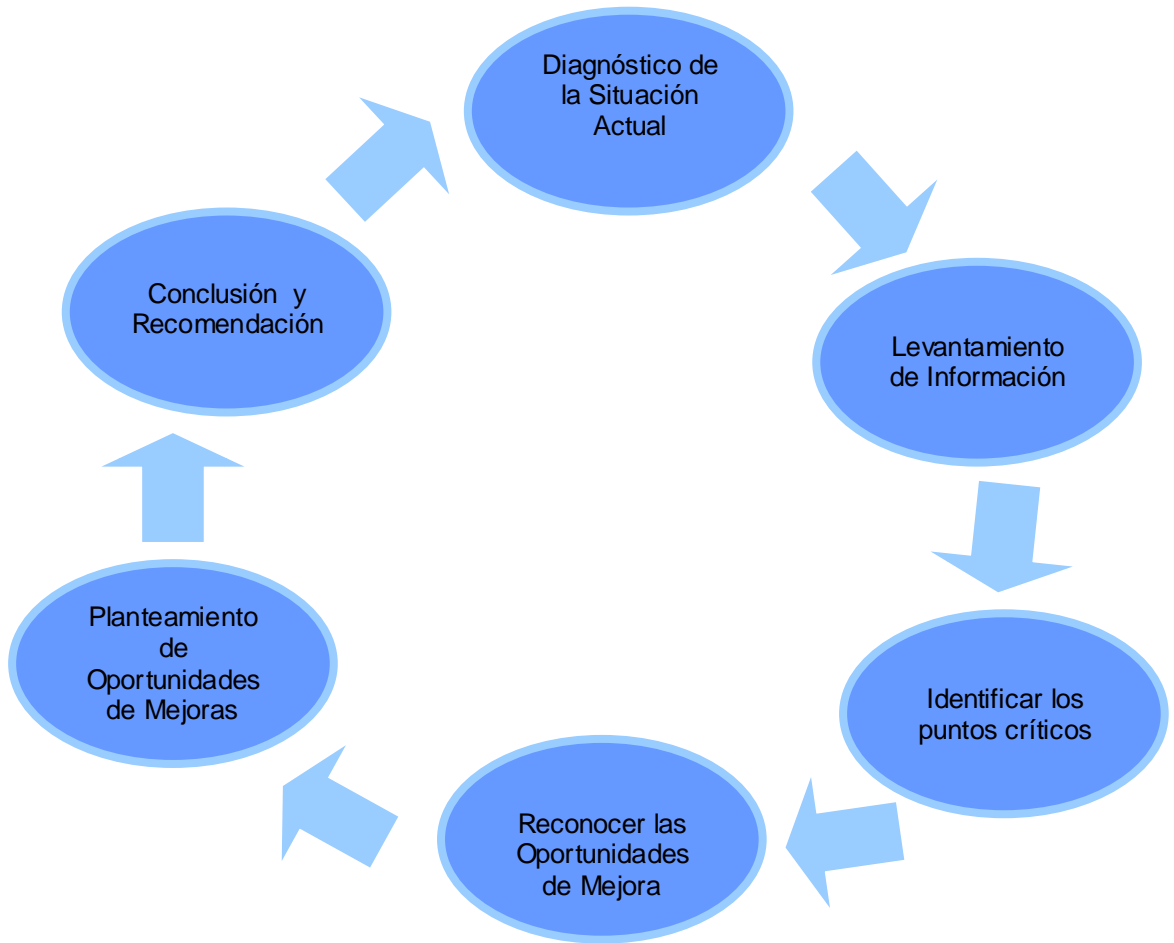 Diagnóstico de
la Situación
Actual
Levantamiento
de Información
Identificar los
puntos críticos
Reconocer las
Oportunidades
de Mejora
Planteamiento
de
Oportunidades
de Mejoras
Conclusión y
Recomendación